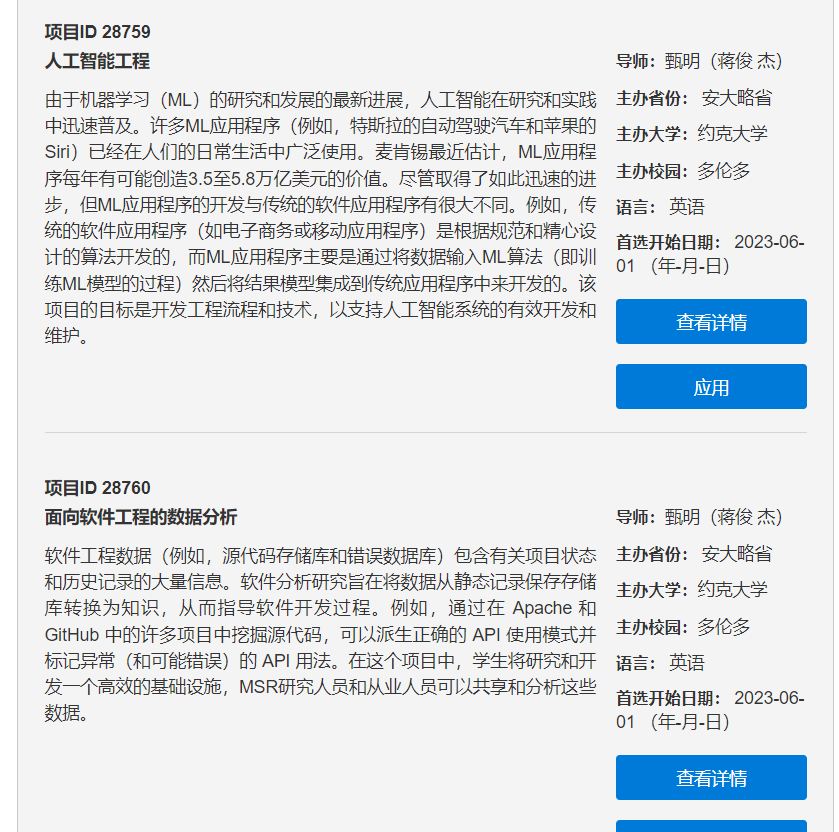 项目ID 28759
人工智能工程
由于机器学习（ML）的研究和发展的最新进展，人工智能在研究和实践
中迅速普及。许多ML应用程序（例如，特斯拉的自动驾驶汽车和苹果的
Siri）已经在人们的日常生活中广泛使用。麦肯锡最近估计，ML应用程
序每年有可能创造3.5至5.8万亿美元的价值。尽管取得了如此迅速的进
步，但ML应用程序的开发与传统的软件应用程序有很大不同。例如，传
统的软件应用程序（如电子商务或移动应用程序）是根据规范和精心设
计的算法开发的，而ML应用程序主要是通过将数据输入ML算法（即训
练ML模型的过程）然后将结果模型集成到传统应用程序中来开发的。该
项目的目标是开发工程流程和技术，以支持人工智能系统的有效开发和
维护。
导师：甄明（蒋俊 杰）
主办省份： 安大略省
主办大学：约克大学
主办校园：多伦多
语言： 英语
首选开始日期： 2023-06-
01 （年-月-日）
查看详情
应用
项目ID 28760
面向软件工程的数据分析
软件工程数据（例如，源代码存储库和错误数据库）包含有关项目状态
和历史记录的大量信息。软件分析研究旨在将数据从静态记录保存存储
库转换为知识，从而指导软件开发过程。例如，通过在 Apache 和
GitHub 中的许多项目中挖掘源代码，可以派生正确的 API 使用模式并
标记异常（和可能错误）的 API 用法。在这个项目中，学生将研究和开
发一个高效的基础设施，MSR研究人员和从业人员可以共享和分析这些
数据。
导师：甄明（蒋俊 杰）
主办省份： 安大略省
主办大学：约克大学
主办校园：多伦多
语言： 英语
首选开始日期： 2023-06-
01 （年-月-日）
查看详情